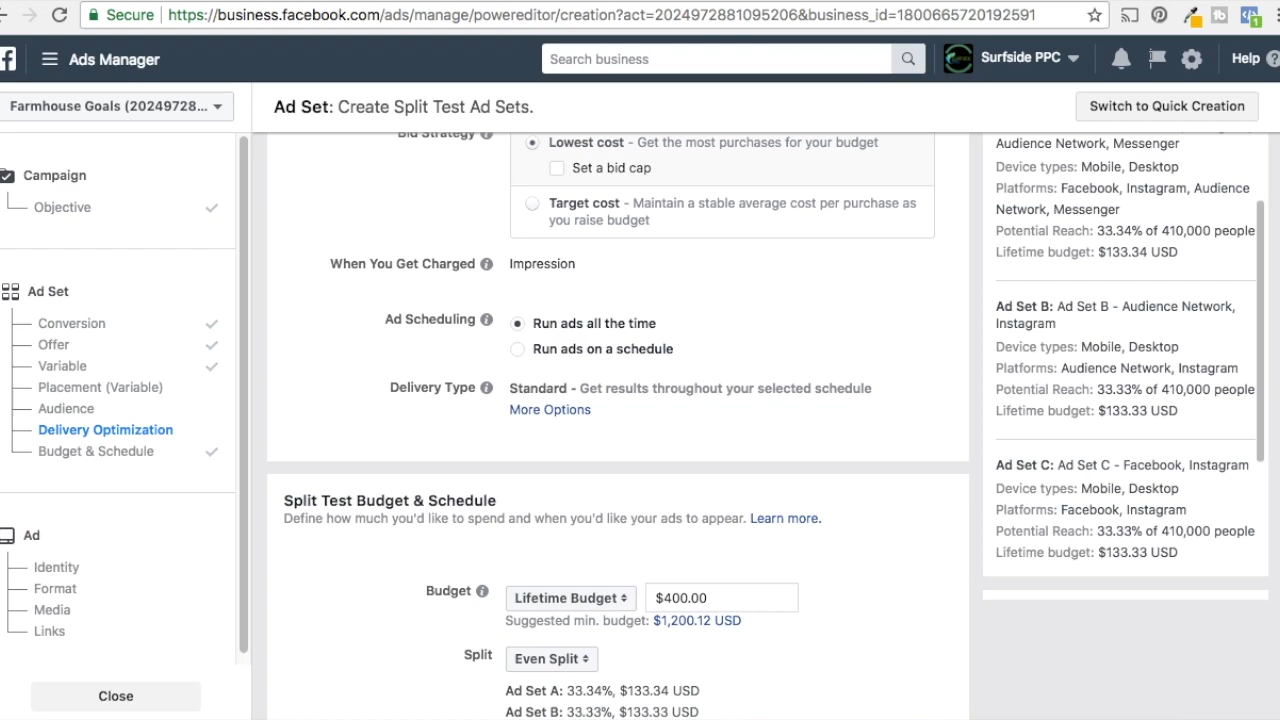 Secure
https://business.facebook.com/ads/manage/powereditor/creation?act=2024972881095206&business_id=1800665720192591
Ads Manager
Search business
Surfside PPC
Help
Farmhouse Goals (20249728...
Ad Set: Create Split Test Ad Sets.
Switch to Quick Creation
Campaign
Objective
Ad Set
Conversion
Offer
Variable
Placement (Variable)
Audience
Delivery Optimization
Budget & Schedule
Ad
Identity
Format
Media
Links
Close
Bid Strategy
Lowest cost - Get the most purchases for your budget
Set a bid cap
Target cost - Maintain a stable average cost per purchase as
you raise budget
When You Get Charged
Impression
Ad Scheduling
Run ads all the time
Run ads on a schedule
Delivery Type
Standard - Get results throughout your selected schedule
More Options
Split Test Budget & Schedule
Define how much you'd like to spend and when you'd like your ads to appear. Learn more.
Budget
Lifetime Budget
$400.00
Suggested min. budget: $1,200.12 USD
Split
Even Split
Ad Set A: 33.34%, $133.34 USD
Ad Set B: 33.33%, $133.33 USD
Audience Network, Messenger
Device types: Mobile, Desktop
Platforms: Facebook, Instagram, Audience
Network, Messenger
Potential Reach: 33.34% of 410,000 people
Lifetime budget: $133.34 USD
Ad Set B: Ad Set B - Audience Network,
Instagram
Device types: Mobile, Desktop
Platforms: Audience Network, Instagram
Potential Reach: 33.33% of 410,000 people
Lifetime budget: $133.33 USD
Ad Set C: Ad Set C - Facebook, Instagram
Device types: Mobile, Desktop
Platforms: Facebook, Instagram
Potential Reach: 33.33% of 410,000 people
Lifetime budget: $133.33 USD